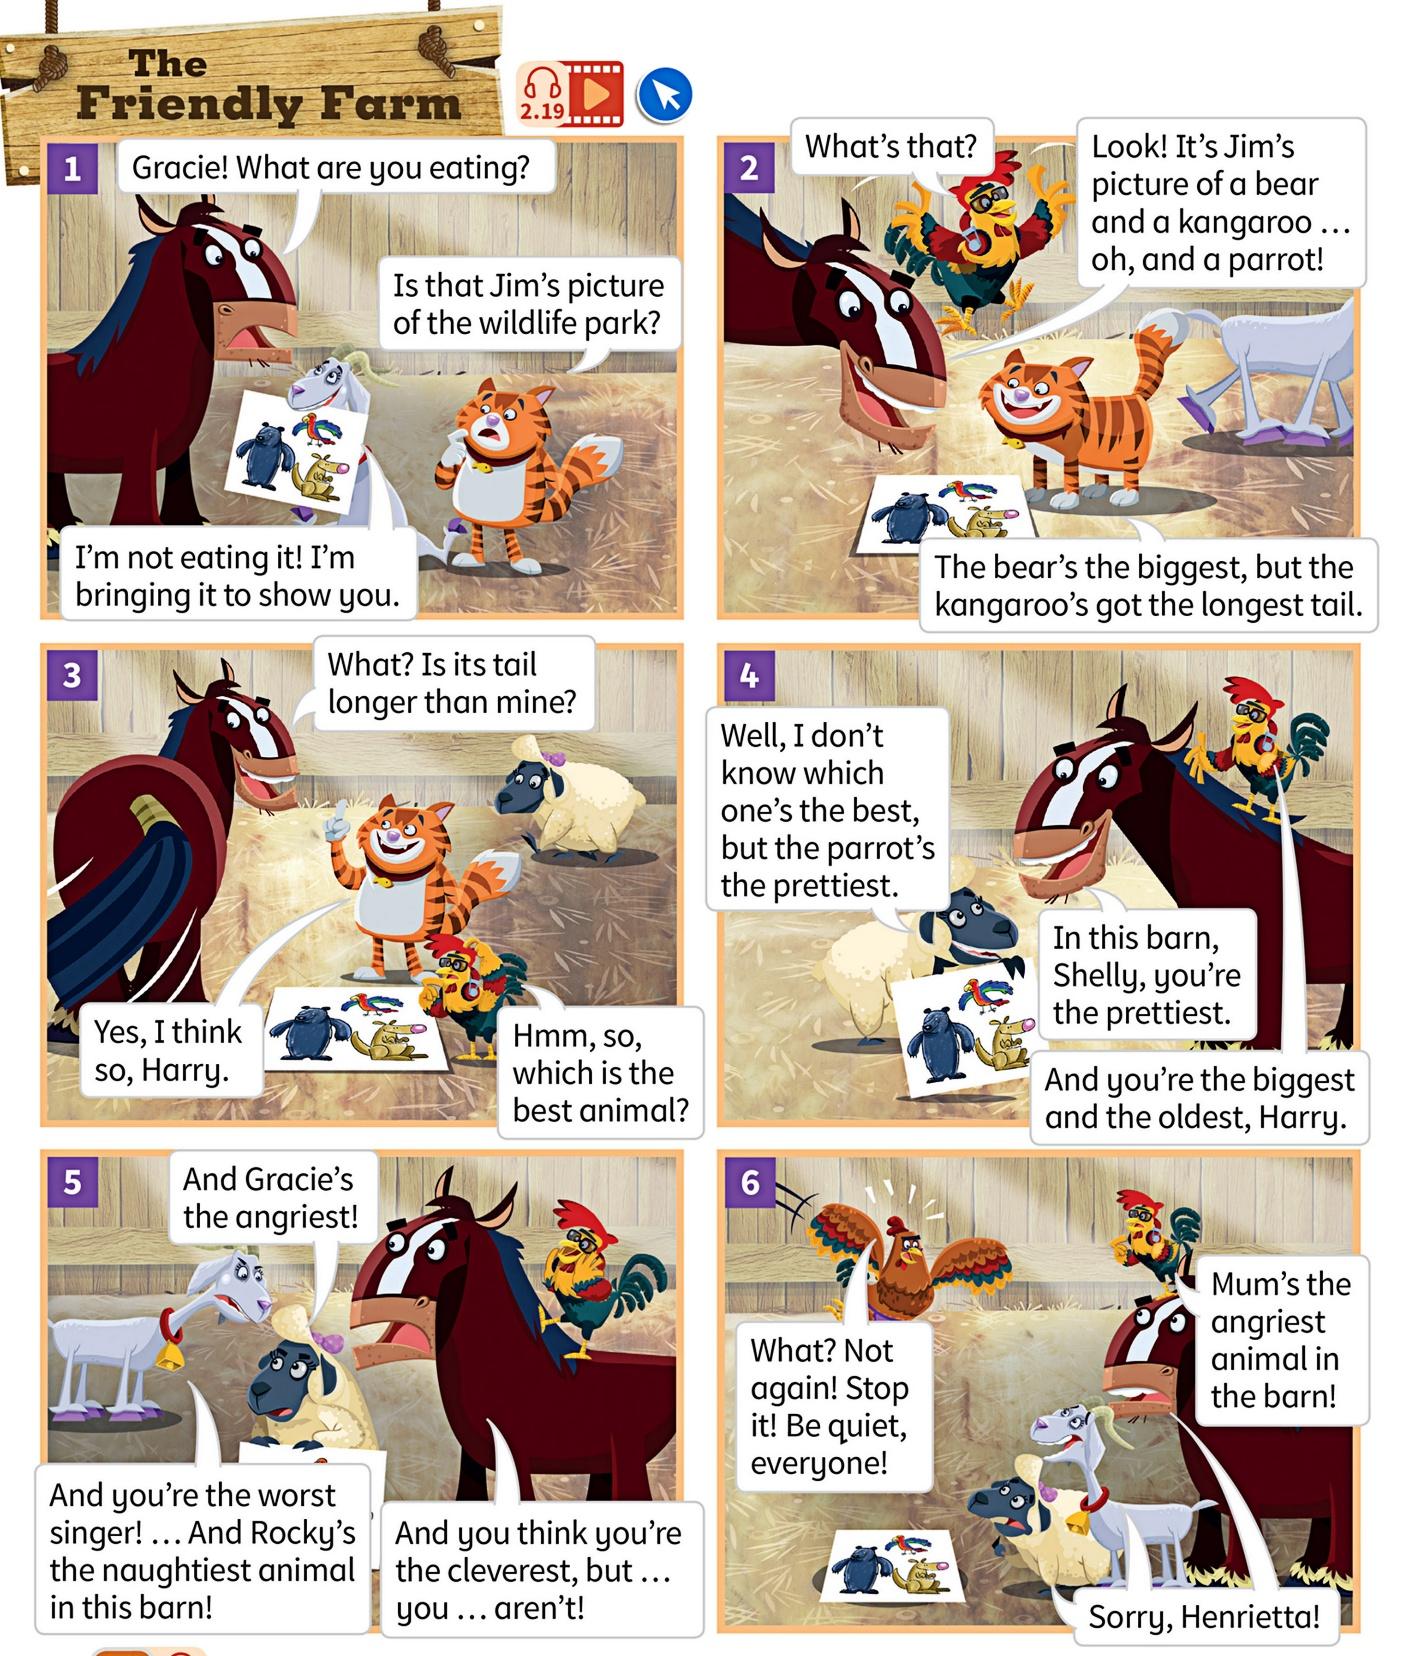 The
Friendly Farm
2.19
1
Gracie! What are you eating?
Is that Jim's picture
of the wildlife park?
I'm not eating it! I'm
bringing it to show you.
2
What's that?
Look! It's Jim's
picture of a bear
and a kangaroo ...
oh, and a parrot!
The bear's the biggest, but the
kangaroo's got the longest tail.
3
What? Is its tail
longer than mine?
Yes, I think
so, Harry.
Hmm, so,
which is the
best animal?
4
Well, I don't
know which
one's the best,
but the parrot's
the prettiest.
In this barn,
Shelly, you're
the prettiest.
And you're the biggest
and the oldest, Harry.
5
And Gracie's
the angriest!
And you're the worst
singer! ... And Rocky's
the naughtiest animal
in this barn!
And you think you're
the cleverest, but ...
you ... aren't!
6
What? Not
again! Stop
it! Be quiet,
everyone!
Mum's the
angriest
animal in
the barn!
Sorry, Henrietta!